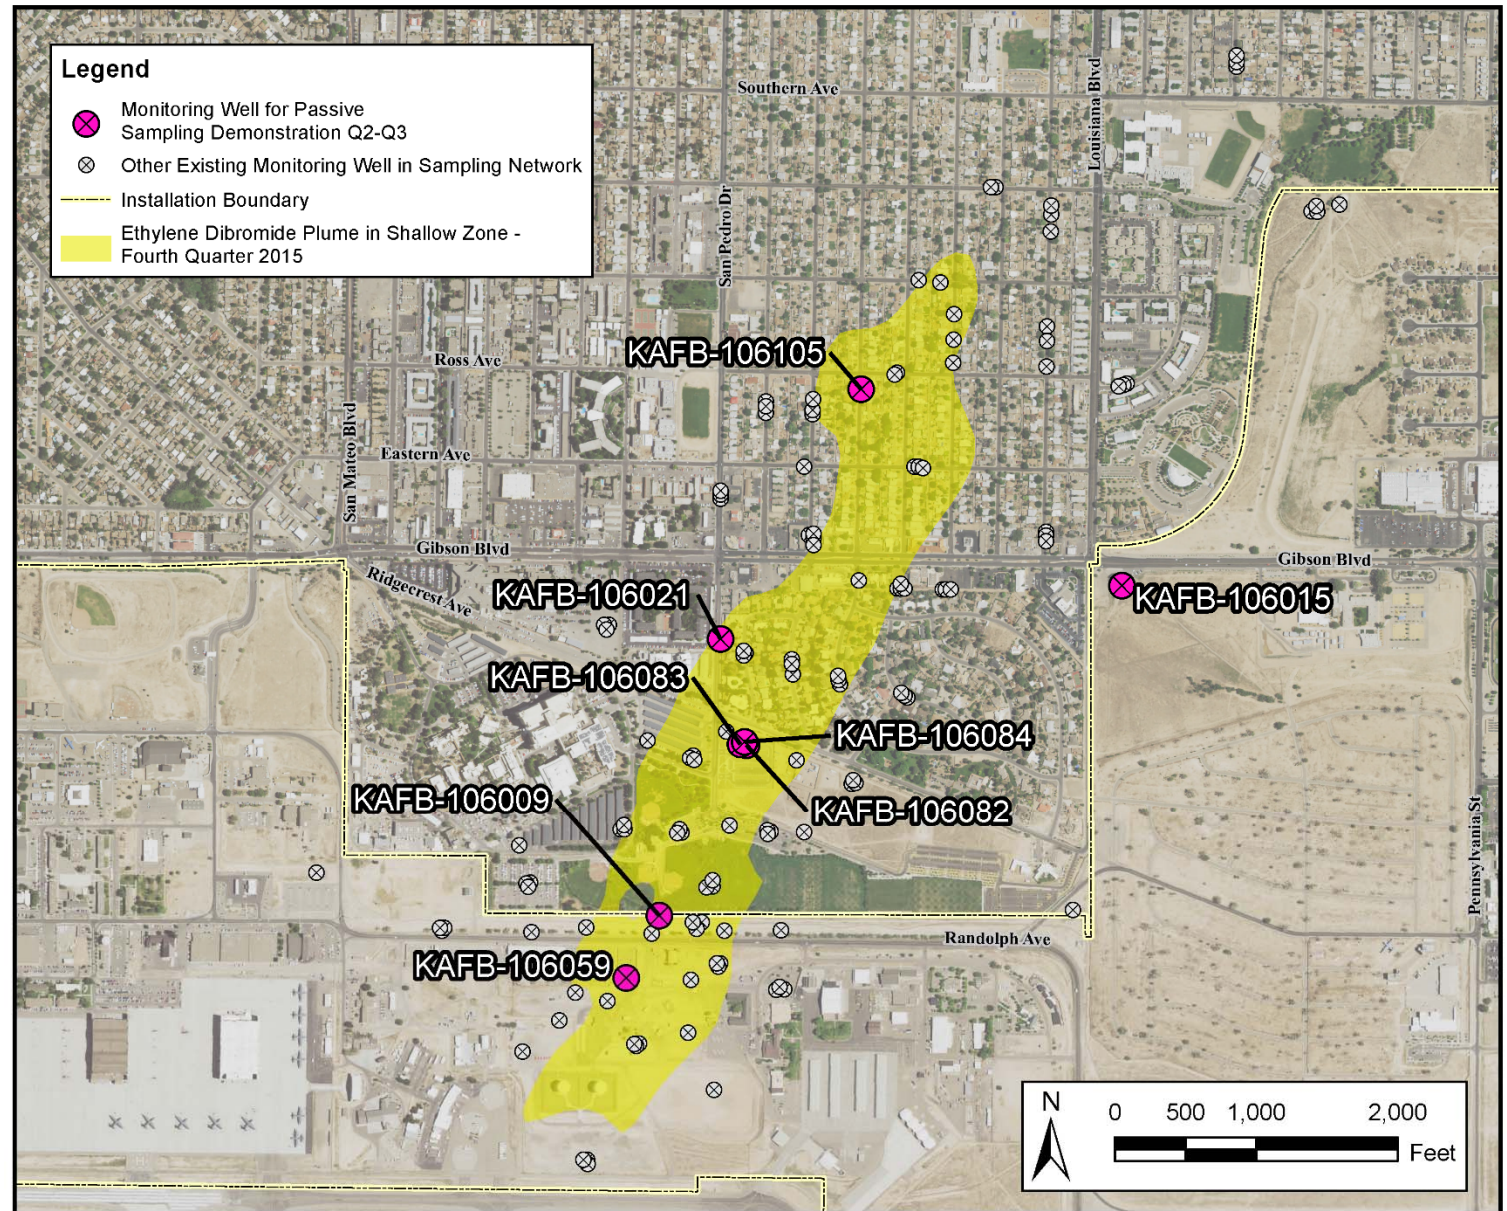 Legend
Monitoring Well for Passive
Sampling Demonstration Q2-Q3
Other Existing Monitoring Well in Sampling Network
Installation Boundary
Ethylene Dibromide Plume in Shallow Zone -
Fourth Quarter 2015
Southern Ave
Louisiana Blvd
San Pedro Dr
KAFB-106105
Ross Ave
San Mateo Blvd
Eastern Ave
Gibson Blvd
Gibson Blvd
Ridgecrest Ave
KAFB-106021
KAFB-106015
KAFB-106083
KAFB-106084
KAFB-106009
KAFB-106082
Pennsylvania St
Randolph Ave
KAFB-106059
N
0 500 1,000 2,000
Feet